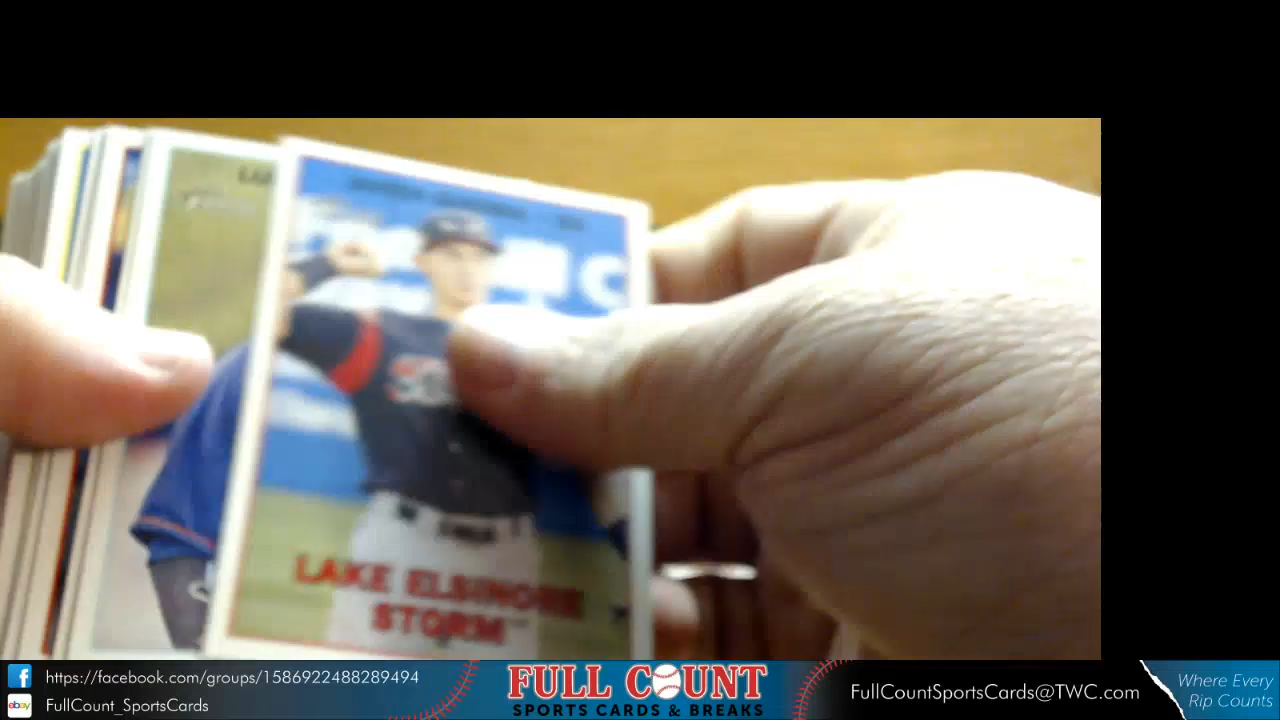 LAKE ELSINORE
STORM
https://facebook.com/groups/1586922488289494
FullCount_SportsCards
ebay
FULL COUNT
SPORTS CARDS & BREAKS
FullCountSportsCards@TWC.com
Where Every
Rip Counts